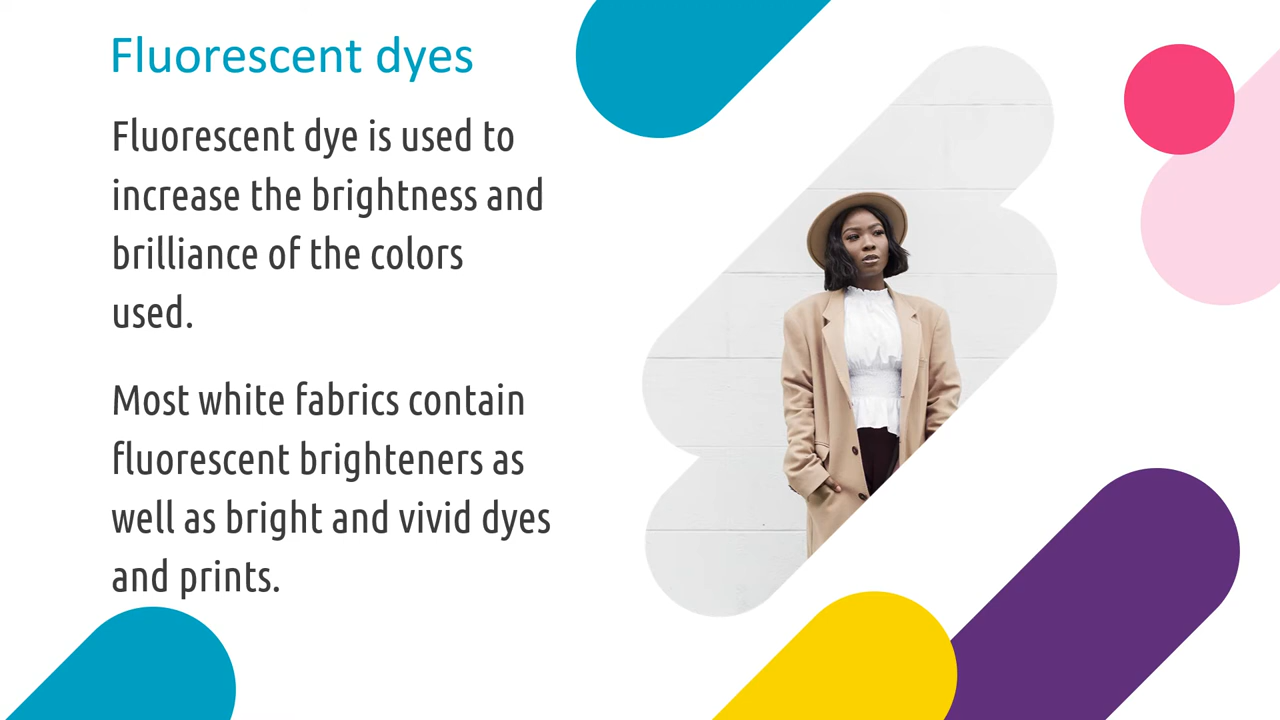 Fluorescent dyes
Fluorescent dye is used to
increase the brightness and
brilliance of the colors
used.
Most white fabrics contain
fluorescent brighteners as
well as bright and vivid dyes
and prints.